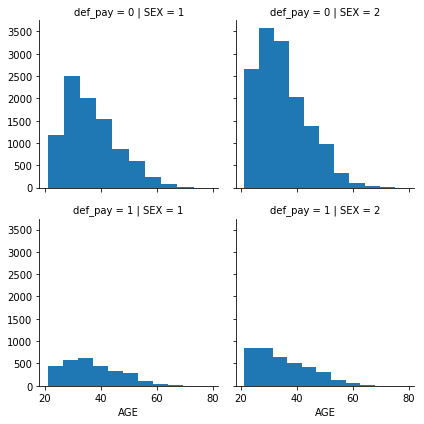 def_pay = 0 | SEX = 1
def_pay = 0 | SEX = 2
3500
3000
2500
2000
1500
1000
500
0
def_pay = 1 | SEX = 1
def_pay = 1 | SEX = 2
3500
3000
2500
2000
1500
1000
500
0
20 40 60 80
20 40 60 80
AGE
AGE